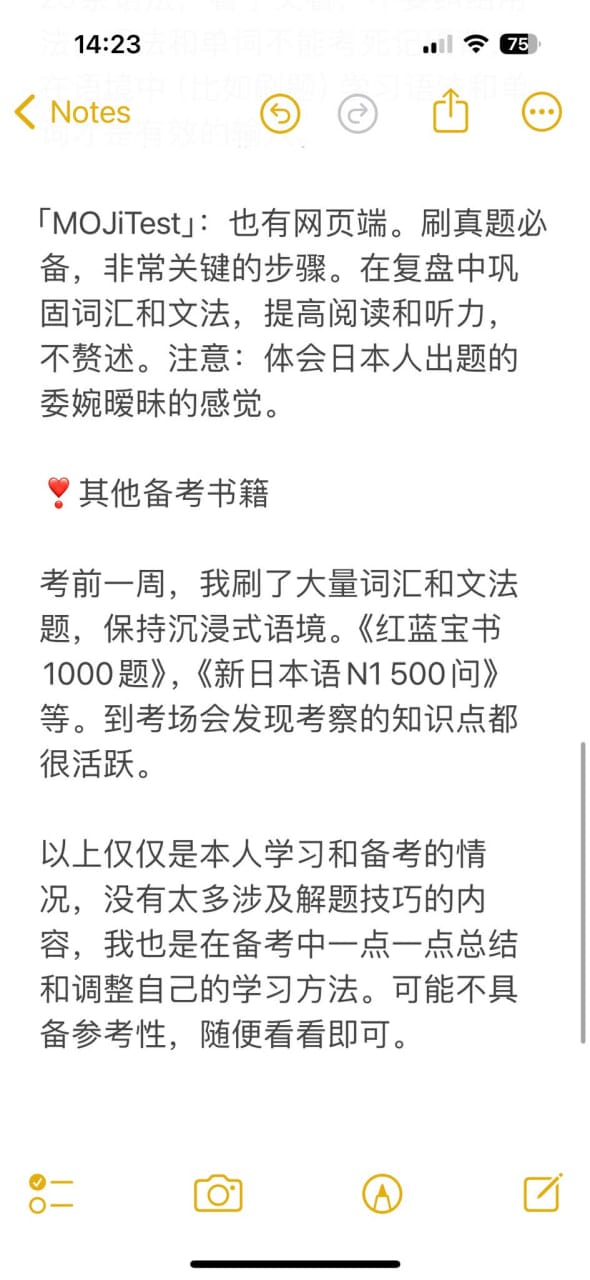 14:23
75
Notes
「MOJiTest」：也有网页端。刷真题必
备，非常关键的步骤。在复盘中巩
固词汇和文法，提高阅读和听力，
不赘述。注意：体会日本人出题的
委婉暧昧的感觉。
❣️其他备考书籍
考前一周，我刷了大量词汇和文法
题，保持沉浸式语境。《红蓝宝书
1000题》，《新日本语N1 500问》
等。到考场会发现考察的知识点都
很活跃。
以上仅仅是本人学习和备考的情
况，没有太多涉及解题技巧的内
容，我也是在备考中一点一点总结
和调整自己的学习方法。可能不具
备参考性，随便看看即可。